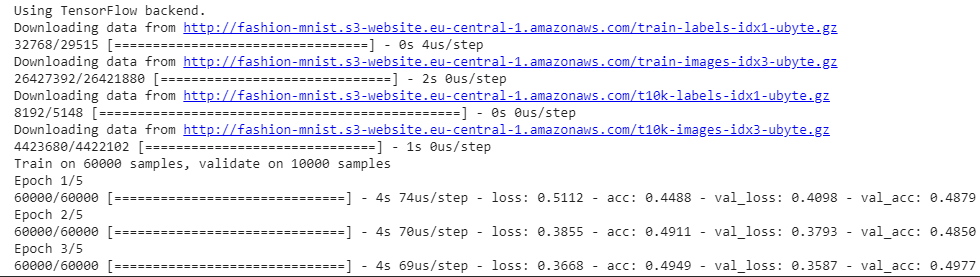 Using TensorFlow backend.
Downloading data from http://fashion-mnist.s3-website.eu-central-1.amazonaws.com/train-labels-idx1-ubyte.gz
32768/29515 [=================================] - 0s 4us/step
Downloading data from http://fashion-mnist.s3-website.eu-central-1.amazonaws.com/train-images-idx3-ubyte.gz
26427392/26421880 [==============================] - 2s 0us/step
Downloading data from http://fashion-mnist.s3-website.eu-central-1.amazonaws.com/t10k-labels-idx1-ubyte.gz
8192/5148 [===============================================] - 0s 0us/step
Downloading data from http://fashion-mnist.s3-website.eu-central-1.amazonaws.com/t10k-images-idx3-ubyte.gz
4423680/4422102 [==============================] - 1s 0us/step
Train on 60000 samples, validate on 10000 samples
Epoch 1/5
60000/60000 [==============================] - 4s 74us/step - loss: 0.5112 - acc: 0.4488 - val_loss: 0.4098 - val_acc: 0.4879
Epoch 2/5
60000/60000 [==============================] - 4s 70us/step - loss: 0.3855 - acc: 0.4911 - val_loss: 0.3793 - val_acc: 0.4850
Epoch 3/5
60000/60000 [==============================] - 4s 69us/step - loss: 0.3668 - acc: 0.4949 - val_loss: 0.3587 - val_acc: 0.4977